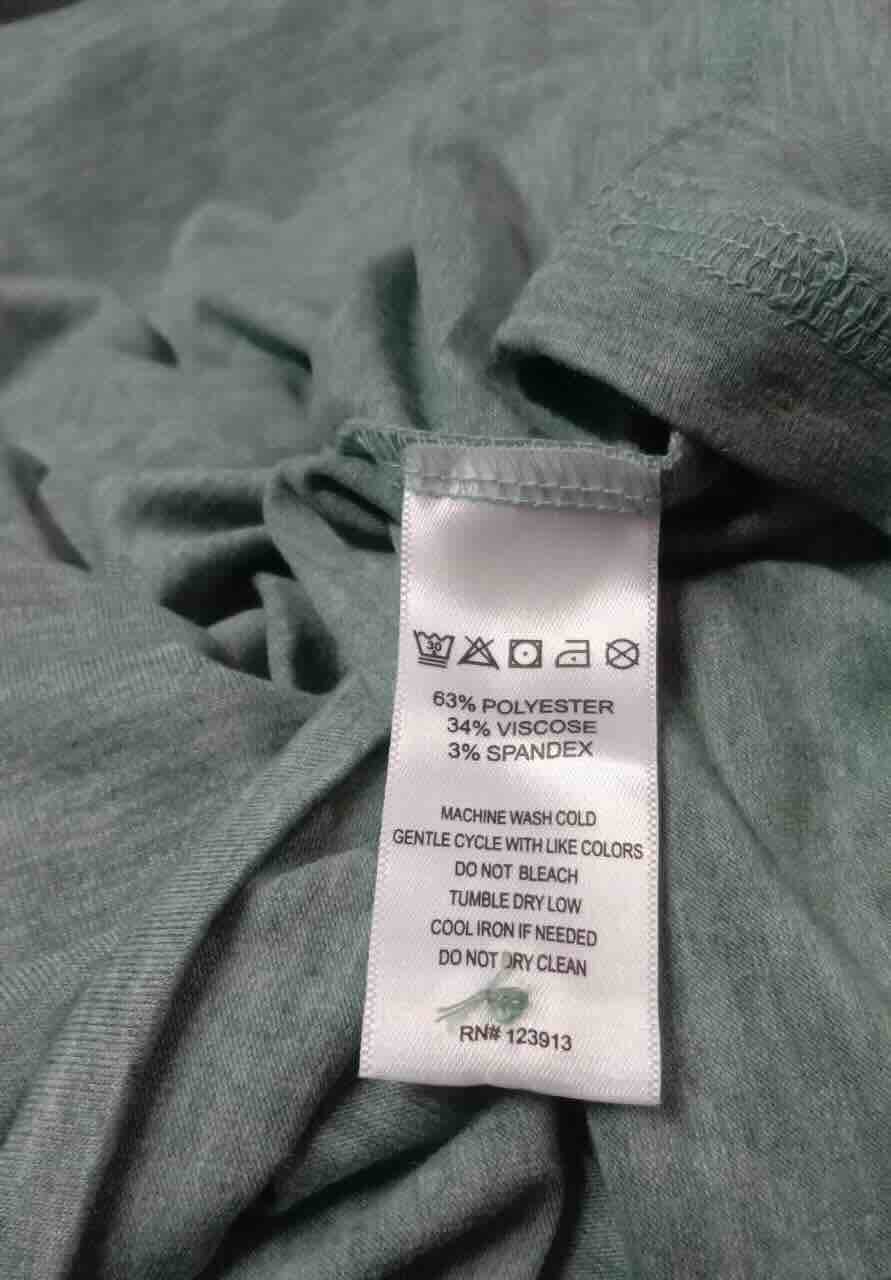 30
63% POLYESTER
34% VISCOSE
3% SPANDEX
MACHINE WASH COLD
GENTLE CYCLE WITH LIKE COLORS
DO NOT BLEACH
TUMBLE DRY LOW
COOL IRON IF NEEDED
DO NOT DRY CLEAN
RN# 123913